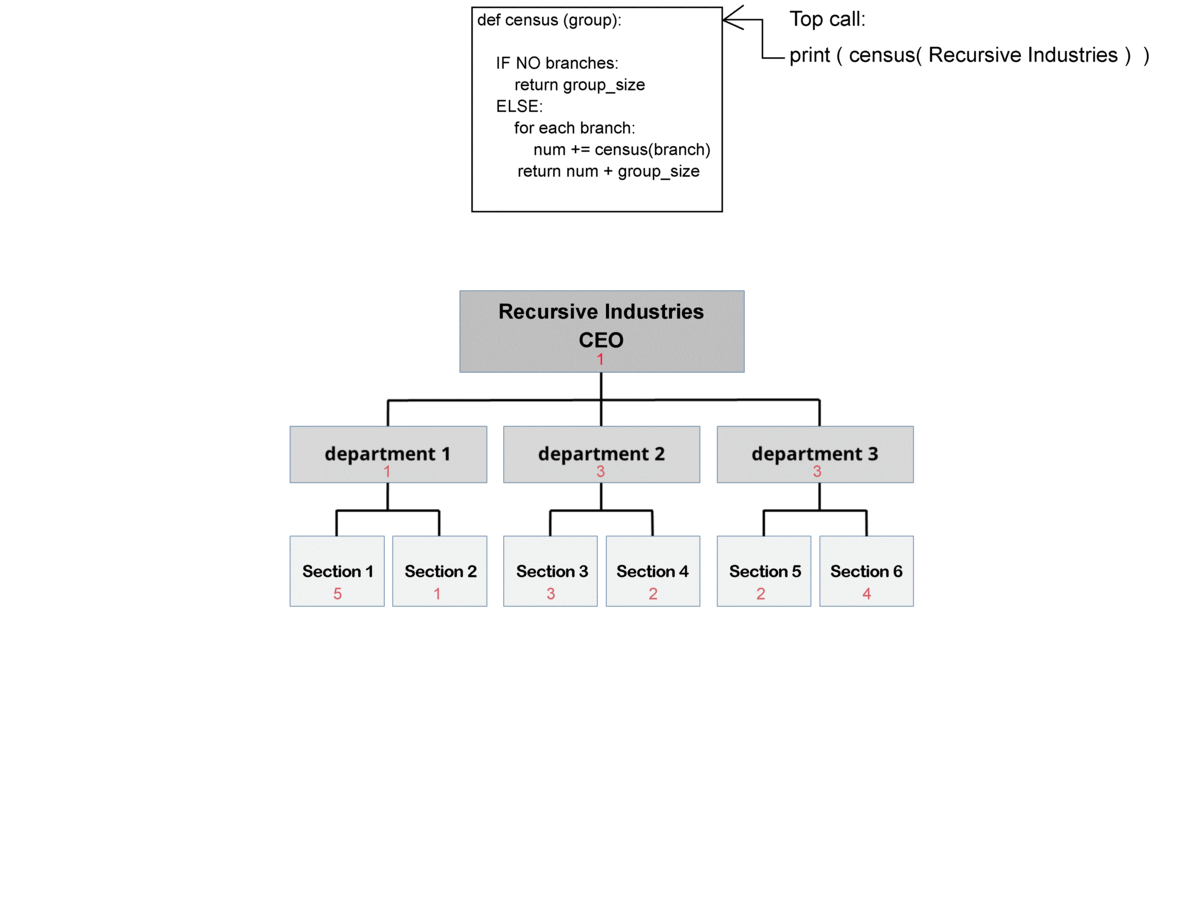 def census (group):
Top call:
print ( census( Recursive Industries ) )
IF NO branches:
return group_size
ELSE:
for each branch:
num += census(branch)
return num + group_size
Recursive Industries
CEO
1
department 1
1
department 2
3
department 3
3
Section 1
5
Section 2
1
Section 3
3
Section 4
2
Section 5
2
Section 6
4